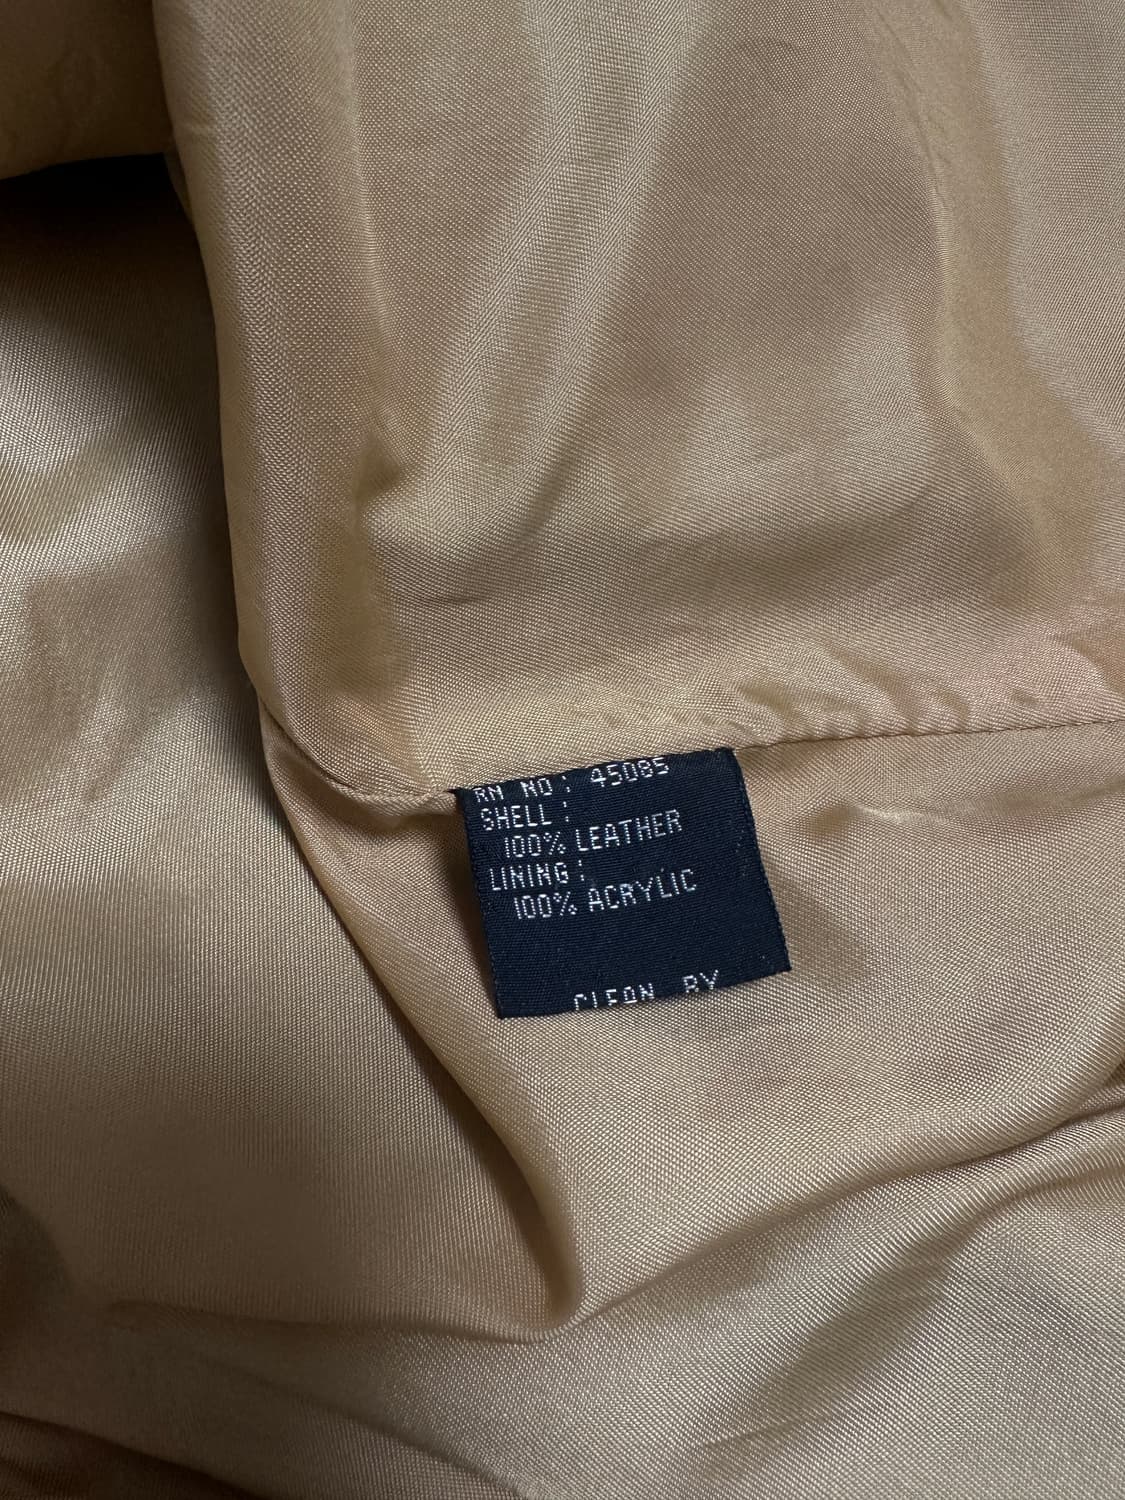 RN NO: 45085
SHELL:
100% LEATHER
LINING:
100% ACRYLIC
CLEAN BY